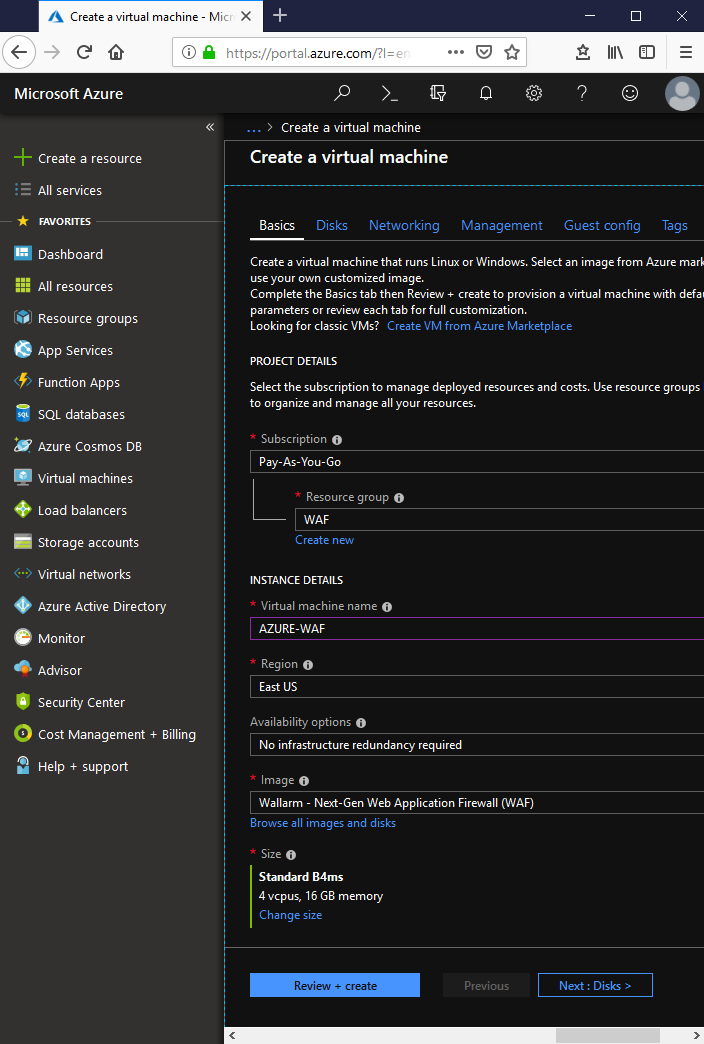 Create a virtual machine - Micr
https://portal.azure.com/?l=en
Microsoft Azure
Create a resource
All services
FAVORITES
Dashboard
All resources
Resource groups
App Services
Function Apps
SQL databases
Azure Cosmos DB
Virtual machines
Load balancers
Storage accounts
Virtual networks
Azure Active Directory
Monitor
Advisor
Security Center
Cost Management + Billing
Help + support
... > Create a virtual machine
Create a virtual machine
Basics Disks Networking Management Guest config Tags
Create a virtual machine that runs Linux or Windows. Select an image from Azure mark
use your own customized image.
Complete the Basics tab then Review + create to provision a virtual machine with defau
parameters or review each tab for full customization.
Looking for classic VMs? Create VM from Azure Marketplace
PROJECT DETAILS
Select the subscription to manage deployed resources and costs. Use resource groups
to organize and manage all your resources.
* Subscription
Pay-As-You-Go
* Resource group
WAF
Create new
INSTANCE DETAILS
* Virtual machine name
AZURE-WAF
* Region
East US
Availability options
No infrastructure redundancy required
* Image
Wallarm - Next-Gen Web Application Firewall (WAF)
Browse all images and disks
* Size
Standard B4ms
4 vcpus, 16 GB memory
Change size
Review + create Previous Next : Disks >